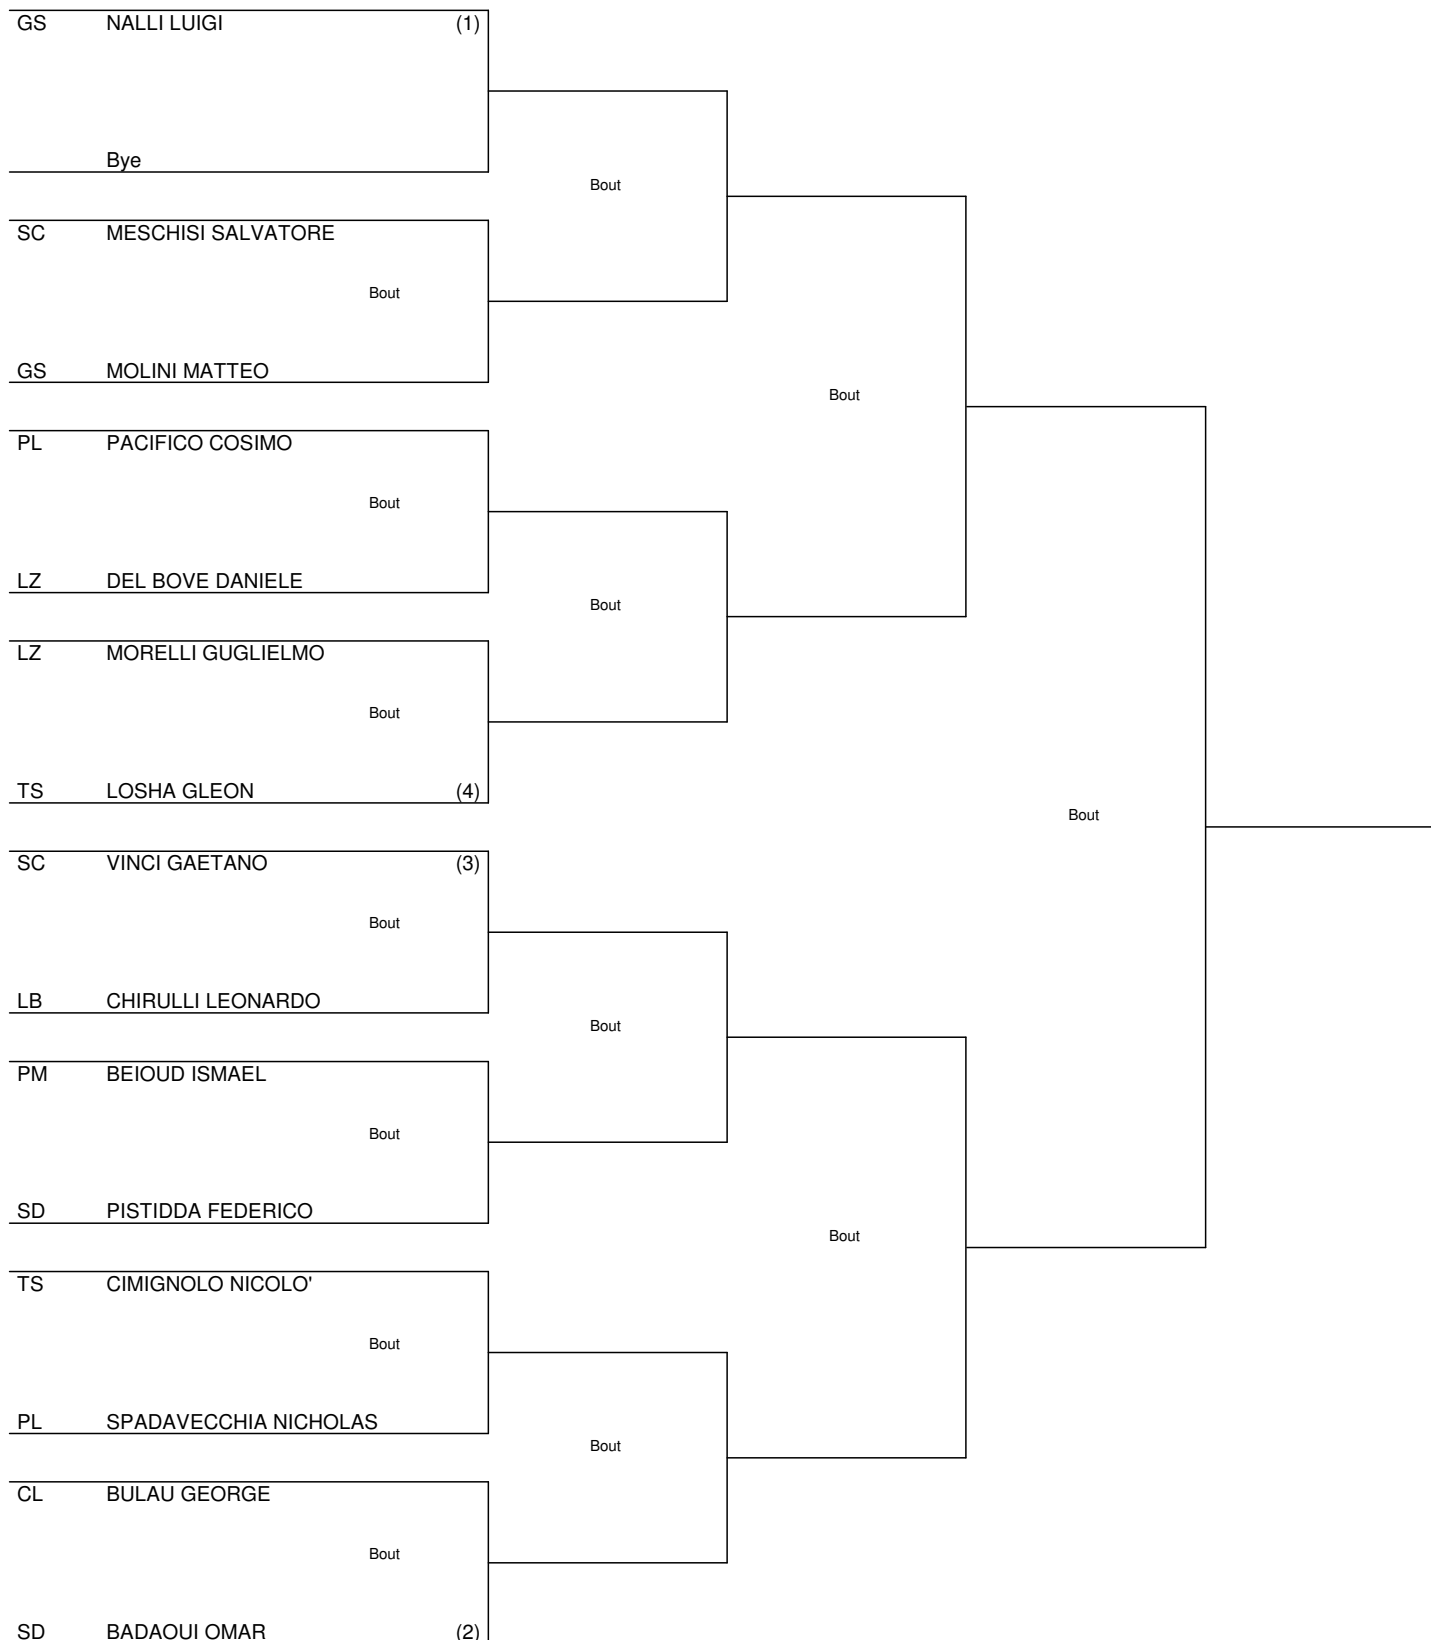 GS NALLI LUIGI (1)
Bye
Bout
SC MESCHISI SALVATORE
Bout
GS MOLINI MATTEO
Bout
PL PACIFICO COSIMO
Bout
LZ DEL BOVE DANIELE
Bout
LZ MORELLI GUGLIELMO
Bout
TS LOSHA GLEON (4)
Bout
SC VINCI GAETANO (3)
Bout
LB CHIRULLI LEONARDO
Bout
PM BEIOUD ISMAEL
Bout
SD PISTIDDA FEDERICO
Bout
TS CIMIGNOLO NICOLO'
Bout
PL SPADAVECCHIA NICHOLAS
Bout
CL BULAU GEORGE
Bout
SD BADAOUI OMAR (2)